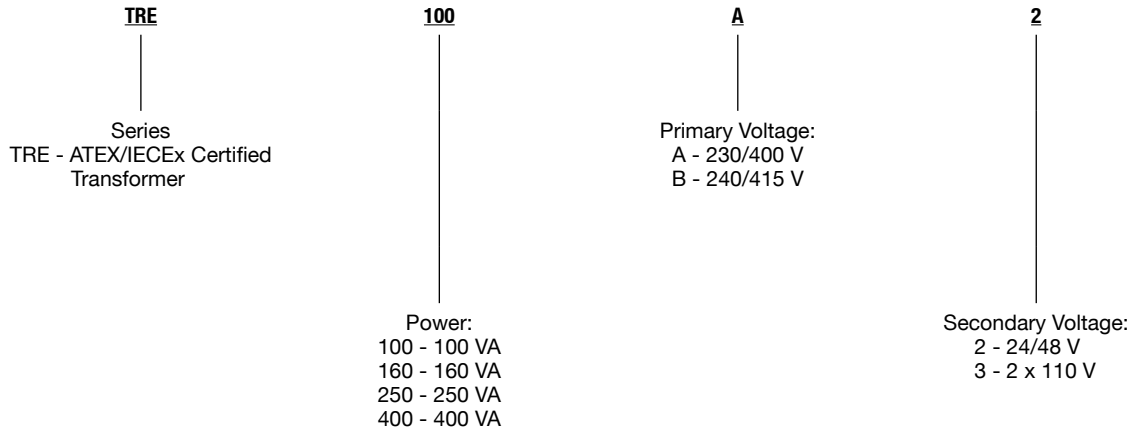 TRE 100 A 2
Series
TRE - ATEX/IECEx Certified
Transformer
Power:
100 - 100 VA
160 - 160 VA
250 - 250 VA
400 - 400 VA
Primary Voltage:
A - 230/400 V
B - 240/415 V
Secondary Voltage:
2 - 24/48 V
3 - 2 x 110 V